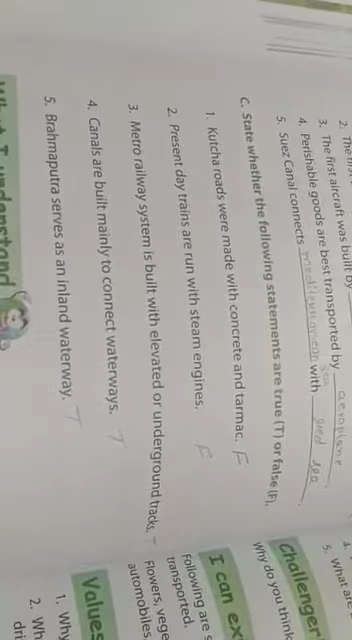 2. The first
3. The first aircraft was built by
4. Perishable goods are best transported by aeroplane
5. Suez Canal connects mediterranean sea with red sea.
C. State whether the following statements are true (T) or false (F).
1. Kutcha roads were made with concrete and tarmac. F
2. Present day trains are run with steam engines. F
3. Metro railway system is built with elevated or underground tracks. T
4. Canals are built mainly to connect waterways. T
5. Brahmaputra serves as an inland waterway. T
What I understand
4.
5. What are
Challenger
Why do you think
I can ex
Following are s
transported.
Flowers, vege
automobiles,
Values
1. Why
2. Wh
dri